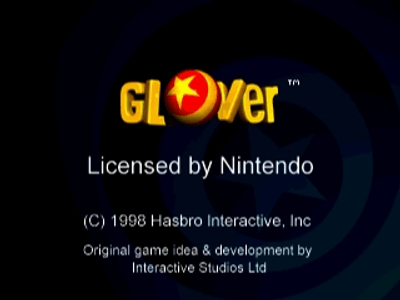 GLOver ™
Licensed by Nintendo
(C) 1998 Hasbro Interactive, Inc
Original game idea & development by
Interactive Studios Ltd